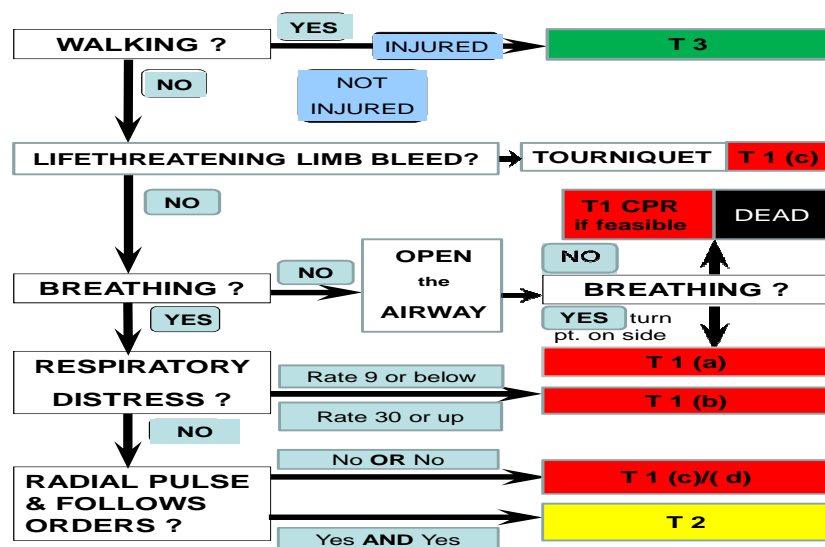 WALKING ?
YES
INJURED
T 3
NO
NOT
INJURED
LIFETHREATENING LIMB BLEED?
TOURNIQUET
T 1 (c)
NO
T1 CPR
if feasible
DEAD
BREATHING ?
NO
OPEN
the
AIRWAY
NO
BREATHING ?
YES
YES turn
pt. on side
T 1 (a)
RESPIRATORY
DISTRESS ?
Rate 9 or below
Rate 30 or up
T 1 (b)
NO
RADIAL PULSE
& FOLLOWS
ORDERS ?
No OR No
T 1 (c)/( d)
Yes AND Yes
T 2